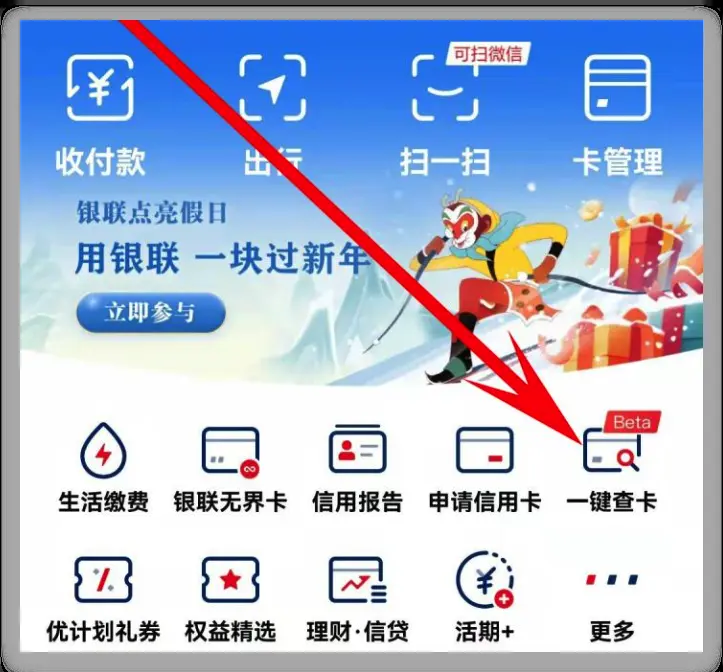 可扫微信
收付款 出行 扫一扫 卡管理
银联点亮假日
用银联 一块过新年
立即参与
Beta
生活缴费 银联无界卡 信用报告 申请信用卡 一键查卡
优计划礼券 权益精选 理财·信贷 活期+ 更多